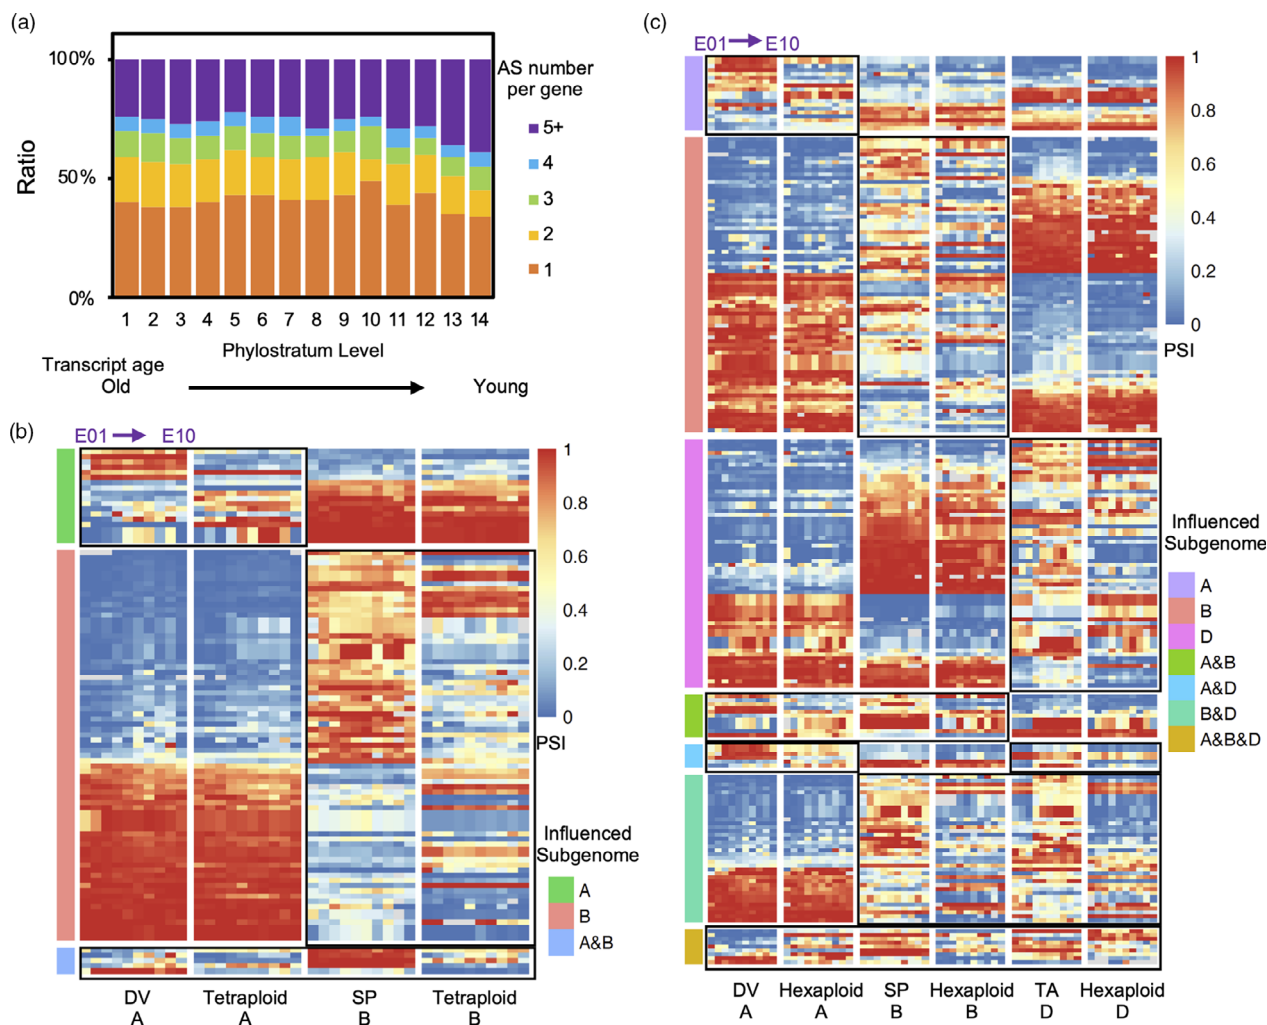 (a)
100%
50%
0%
Ratio
AS number
per gene
5+
4
3
2
1
1 2 3 4 5 6 7 8 9 10 11 12 13 14
Phylostratum Level
Transcript age
Old
Young
(b)
E01 E10
1
0.8
0.6
0.4
0.2
0
PSI
Influenced
Subgenome
A
B
A&B
DV Tetraploid SP Tetraploid
A A B B
(c)
E01 E10
1
0.8
0.6
0.4
0.2
0
PSI
Influenced
Subgenome
A
B
D
A&B
A&D
B&D
A&B&D
DV Hexaploid SP Hexaploid TA Hexaploid
A A B B D D